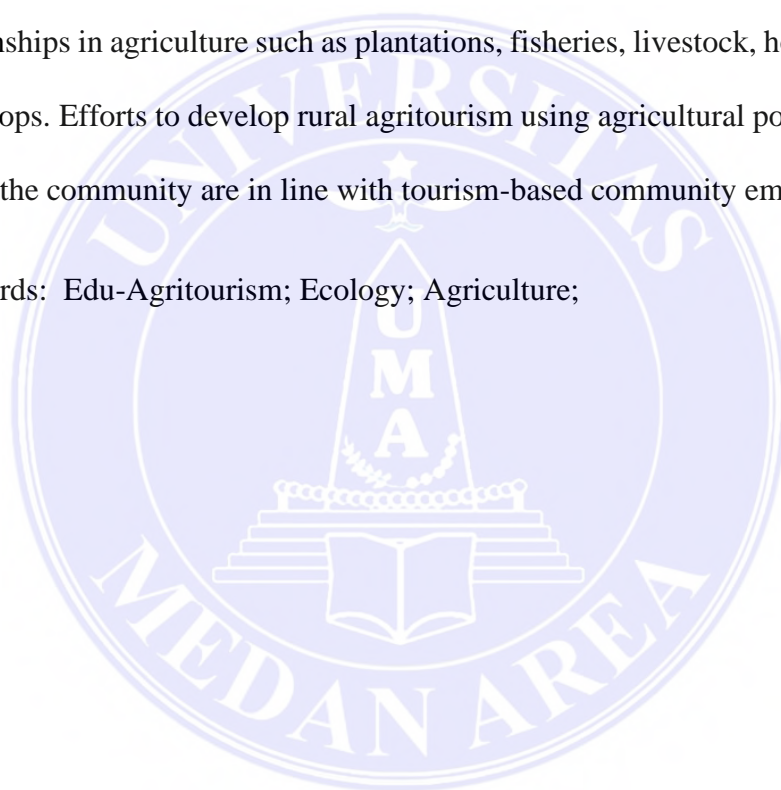 nships in agriculture such as plantations, fisheries, livestock, h
ops. Efforts to develop rural agritourism using agricultural po
the community are in line with tourism-based community em
rds: Edu-Agritourism; Ecology; Agriculture;
UNIVERSITAS
U
M
A
MEDAN AREA